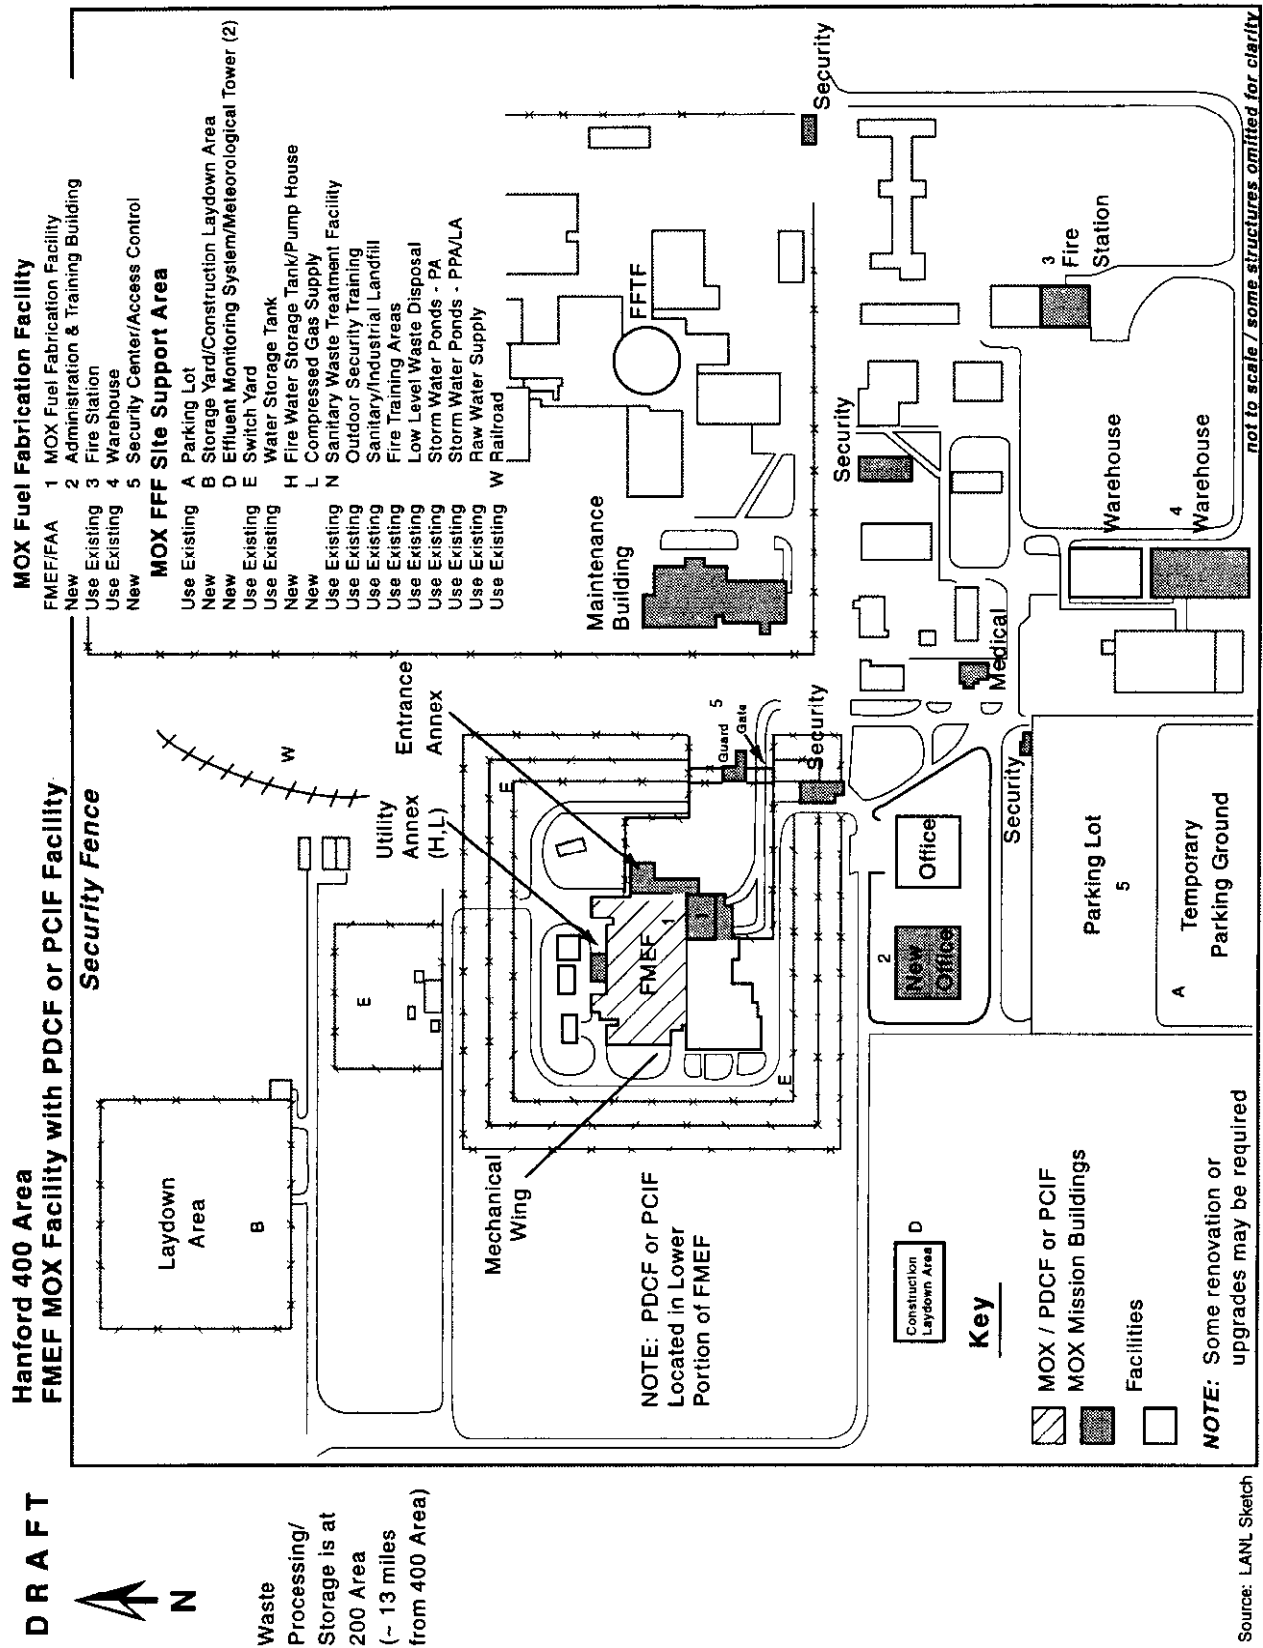 DRAFT
N
Waste
Processing/
Storage is at
200 Area
(~ 13 miles
from 400 Area)
Hanford 400 Area
FMEF MOX Facility with PDCF or PCIF Facility
Security Fence
MOX Fuel Fabrication Facility
FMEF/FAA 1 MOX Fuel Fabrication Facility
New 2 Administration & Training Building
Use Existing 3 Fire Station
Use Existing 4 Warehouse
New 5 Security Center/Access Control
MOX FFF Site Support Area
Use Existing A Parking Lot
New B Storage Yard/Construction Laydown Area
New D Effluent Monitoring System/Meteorological Tower (2)
Use Existing E Switch Yard
Use Existing Water Storage Tank
New H Fire Water Storage Tank/Pump House
New L Compressed Gas Supply
Use Existing N Sanitary Waste Treatment Facility
Use Existing Outdoor Security Training
Use Existing Sanitary/Industrial Landfill
Use Existing Fire Training Areas
Use Existing Low Level Waste Disposal
Use Existing Storm Water Ponds - PA
Use Existing Storm Water Ponds - PPA/LA
Use Existing Raw Water Supply
Use Existing W Railroad
Laydown
Area
B
E
W
Utility
Annex
(H,L)
Entrance
Annex
Maintenance
Building
FFTF
Security
Mechanical
Wing
FMEF
1
1
E
E
Guard 5
Gate
Security
Security
NOTE: PDCF or PCIF
Located in Lower
Portion of FMEF
Construction
Laydown Area
D
2
New
Office
Office
Security
Medical
3
Fire
Station
Parking Lot
5
A
Temporary
Parking Ground
Warehouse
4
Warehouse
Key
MOX / PDCF or PCIF
MOX Mission Buildings
Facilities
NOTE: Some renovation or
upgrades may be required
not to scale / some structures omitted for clarity
Source: LANL Sketch